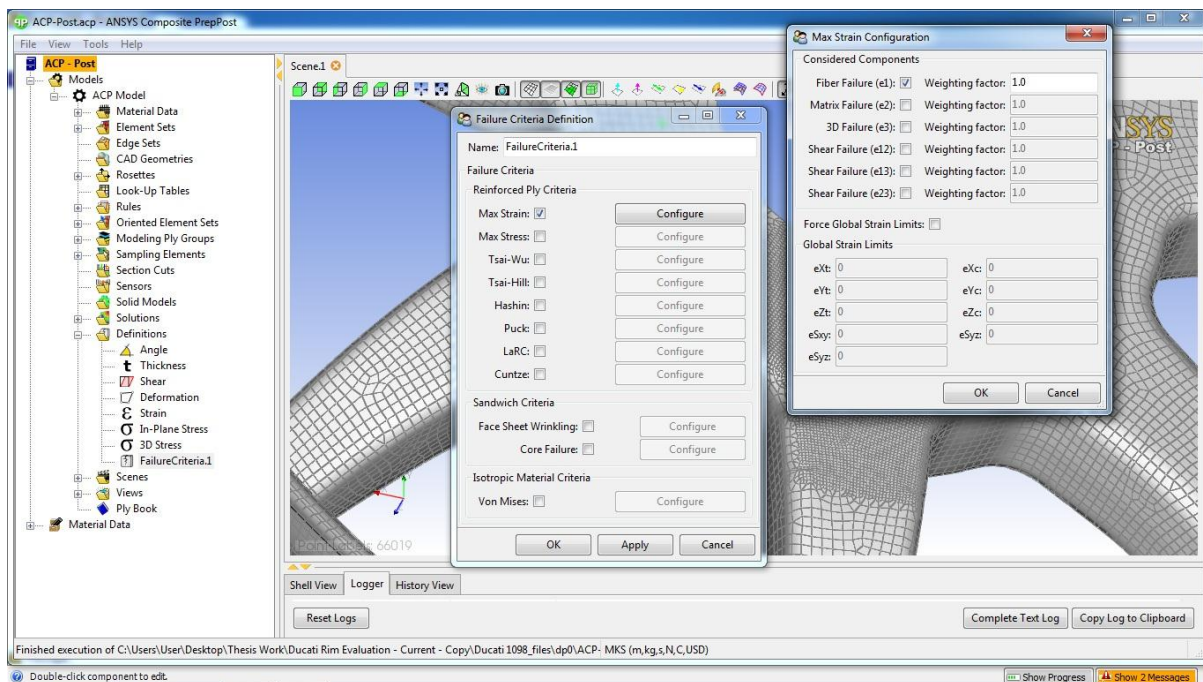 ACP-Post.acp - ANSYS Composite PrepPost
File View Tools Help
ACP - Post
Models
ACP Model
Material Data
Element Sets
Edge Sets
CAD Geometries
Rosettes
Look-Up Tables
Rules
Oriented Element Sets
Modeling Ply Groups
Sampling Elements
Section Cuts
Sensors
Solid Models
Solutions
Definitions
Angle
Thickness
Shear
Deformation
Strain
In-Plane Stress
3D Stress
FailureCriteria.1
Scenes
Views
Ply Book
Material Data
Scene.1
Failure Criteria Definition
Name: FailureCriteria.1
Failure Criteria
Reinforced Ply Criteria
Max Strain: Configure
Max Stress: Configure
Tsai-Wu: Configure
Tsai-Hill: Configure
Hashin: Configure
Puck: Configure
LaRC: Configure
Cuntze: Configure
Sandwich Criteria
Face Sheet Wrinkling: Configure
Core Failure: Configure
Isotropic Material Criteria
Von Mises: Configure
OK Apply Cancel
Max Strain Configuration
Considered Components
Fiber Failure (e1): Weighting factor: 1.0
Matrix Failure (e2): Weighting factor: 1.0
3D Failure (e3): Weighting factor: 1.0
Shear Failure (e12): Weighting factor: 1.0
Shear Failure (e13): Weighting factor: 1.0
Shear Failure (e23): Weighting factor: 1.0
Force Global Strain Limits:
Global Strain Limits
eXt: 0 eXc: 0
eYt: 0 eYc: 0
eZt: 0 eZc: 0
eSxy: 0 eSyz: 0
eSyz: 0
OK Cancel
NSYS
P - Post
66019
Shell View Logger History View
Reset Logs Complete Text Log Copy Log to Clipboard
Finished execution of C:\Users\User\Desktop\Thesis Work\Ducati Rim Evaluation - Current - Copy\Ducati 1098_files\dp0\ACP- MKS (m,kg,s,N,C,USD)
Double-click component to edit. Show Progress Show 2 Messages